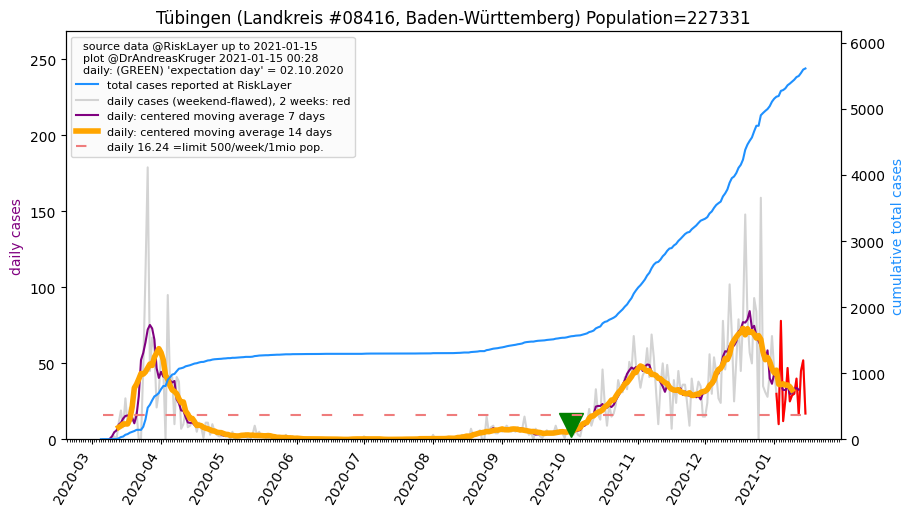 Tübingen (Landkreis #08416, Baden-Württemberg) Population=227331
source data @RiskLayer up to 2021-01-15
plot @DrAndreasKruger 2021-01-15 00:28
daily: (GREEN) 'expectation day' = 02.10.2020
total cases reported at RiskLayer
daily cases (weekend-flawed), 2 weeks: red
daily: centered moving average 7 days
daily: centered moving average 14 days
daily 16.24 =limit 500/week/1mio pop.
daily cases
250
200
150
100
50
0
6000
5000
4000
3000
2000
1000
0
cumulative total cases
2020-03
2020-04
2020-05
2020-06
2020-07
2020-08
2020-09
2020-10
2020-11
2020-12
2021-01